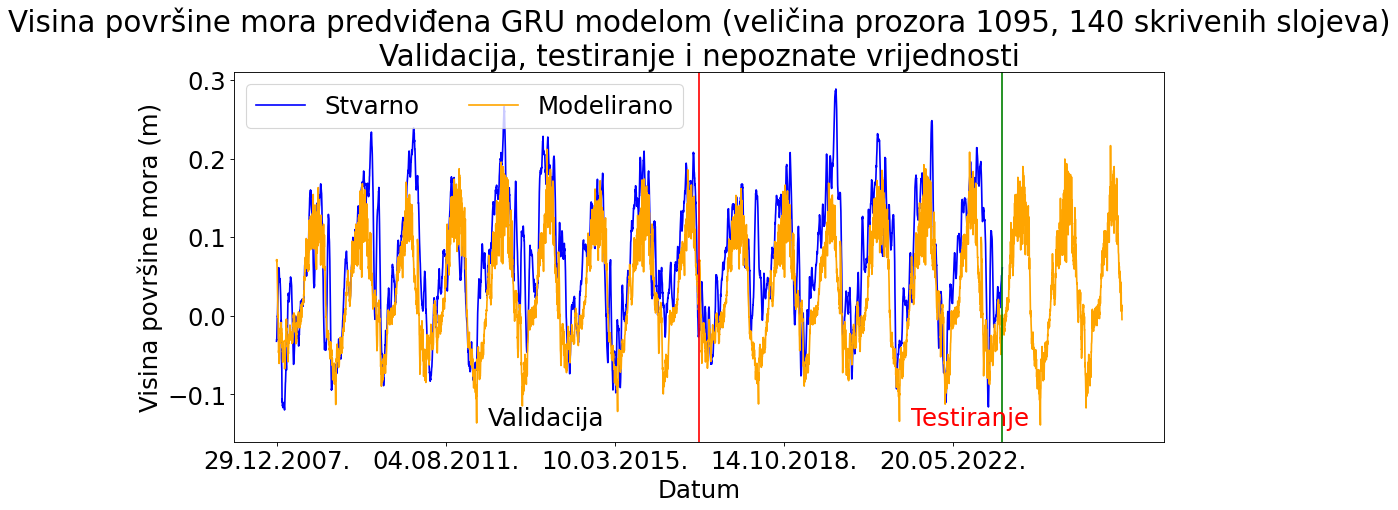 Visina površine mora predviđena GRU modelom (veličina prozora 1095, 140 skrivenih slojeva)
Validacija, testiranje i nepoznate vrijednosti
Stvarno
Modelirano
Visina površine mora (m)
0.3
0.2
0.1
0.0
−0.1
Validacija
Testiranje
29.12.2007.
04.08.2011.
10.03.2015.
14.10.2018.
20.05.2022.
Datum